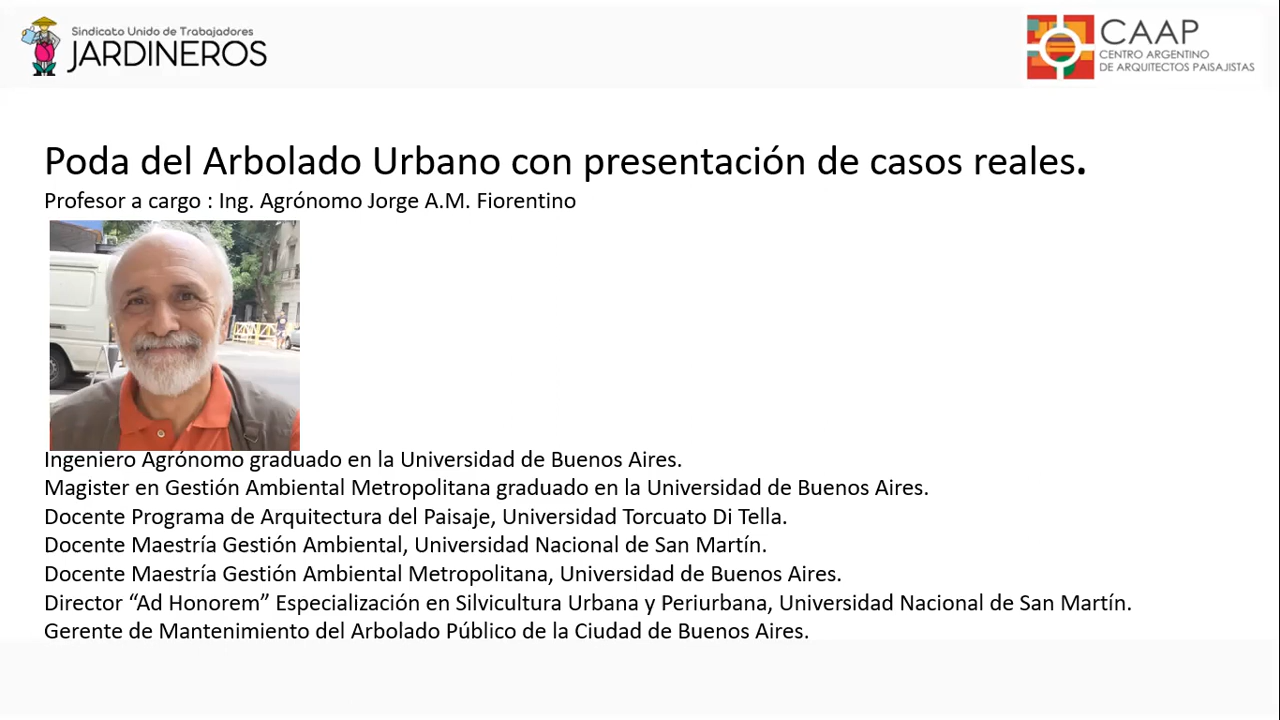 Sindicato Unido de Trabajadores
JARDINEROS
CAAP
CENTRO ARGENTINO
DE ARQUITECTOS PAISAJISTAS
Poda del Arbolado Urbano con presentación de casos reales.
Profesor a cargo : Ing. Agrónomo Jorge A.M. Fiorentino
Ingeniero Agrónomo graduado en la Universidad de Buenos Aires.
Magister en Gestión Ambiental Metropolitana graduado en la Universidad de Buenos Aires.
Docente Programa de Arquitectura del Paisaje, Universidad Torcuato Di Tella.
Docente Maestría Gestión Ambiental, Universidad Nacional de San Martín.
Docente Maestría Gestión Ambiental Metropolitana, Universidad de Buenos Aires.
Director “Ad Honorem” Especialización en Silvicultura Urbana y Periurbana, Universidad Nacional de San Martín.
Gerente de Mantenimiento del Arbolado Público de la Ciudad de Buenos Aires.